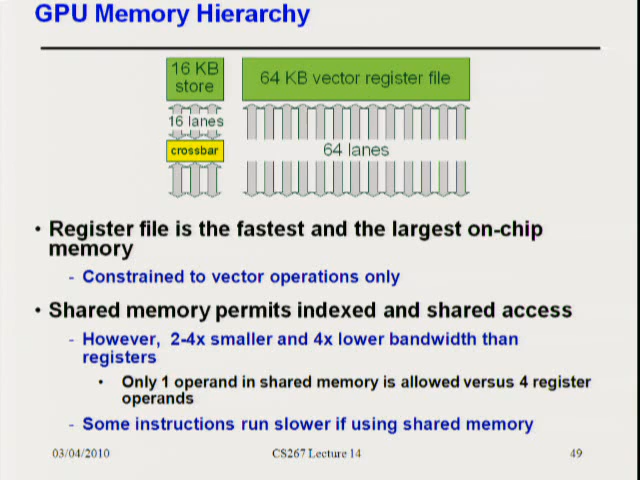 GPU Memory Hierarchy
16 KB
store
64 KB vector register file
16 lanes
crossbar
64 lanes
• Register file is the fastest and the largest on-chip
memory
- Constrained to vector operations only
• Shared memory permits indexed and shared access
- However, 2-4x smaller and 4x lower bandwidth than
registers
• Only 1 operand in shared memory is allowed versus 4 register
operands
- Some instructions run slower if using shared memory
03/04/2010
CS267 Lecture 14
49